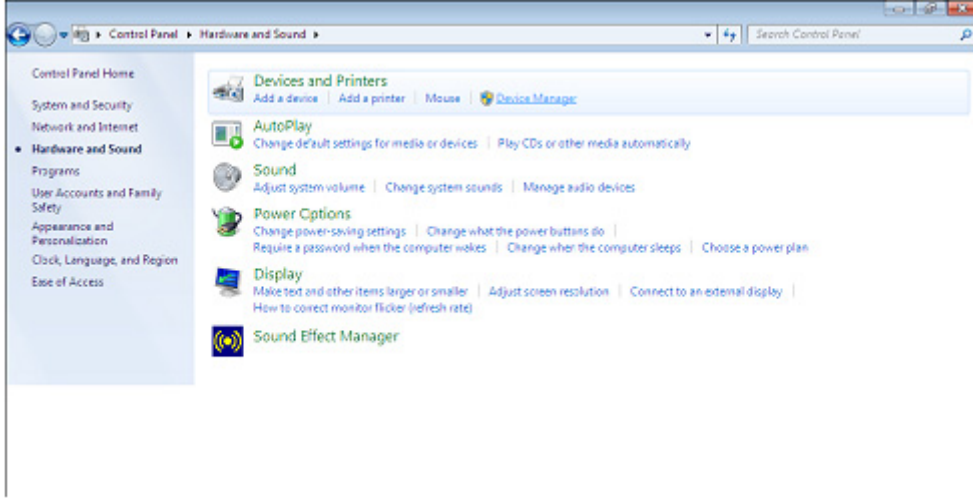 Control Panel ▸ Hardware and Sound ▸
Search Control Panel
Control Panel Home
System and Security
Network and Internet
Hardware and Sound
Programs
User Accounts and Family
Safety
Appearance and
Personalization
Clock, Language, and Region
Ease of Access
Devices and Printers
Add a device | Add a printer | Mouse | Device Manager
AutoPlay
Change default settings for media or devices | Play CDs or other media automatically
Sound
Adjust system volume | Change system sounds | Manage audio devices
Power Options
Change power-saving settings | Change what the power buttons do |
Require a password when the computer wakes | Change when the computer sleeps | Choose a power plan
Display
Make text and other items larger or smaller | Adjust screen resolution | Connect to an external display |
How to correct monitor flicker (refresh rate)
Sound Effect Manager